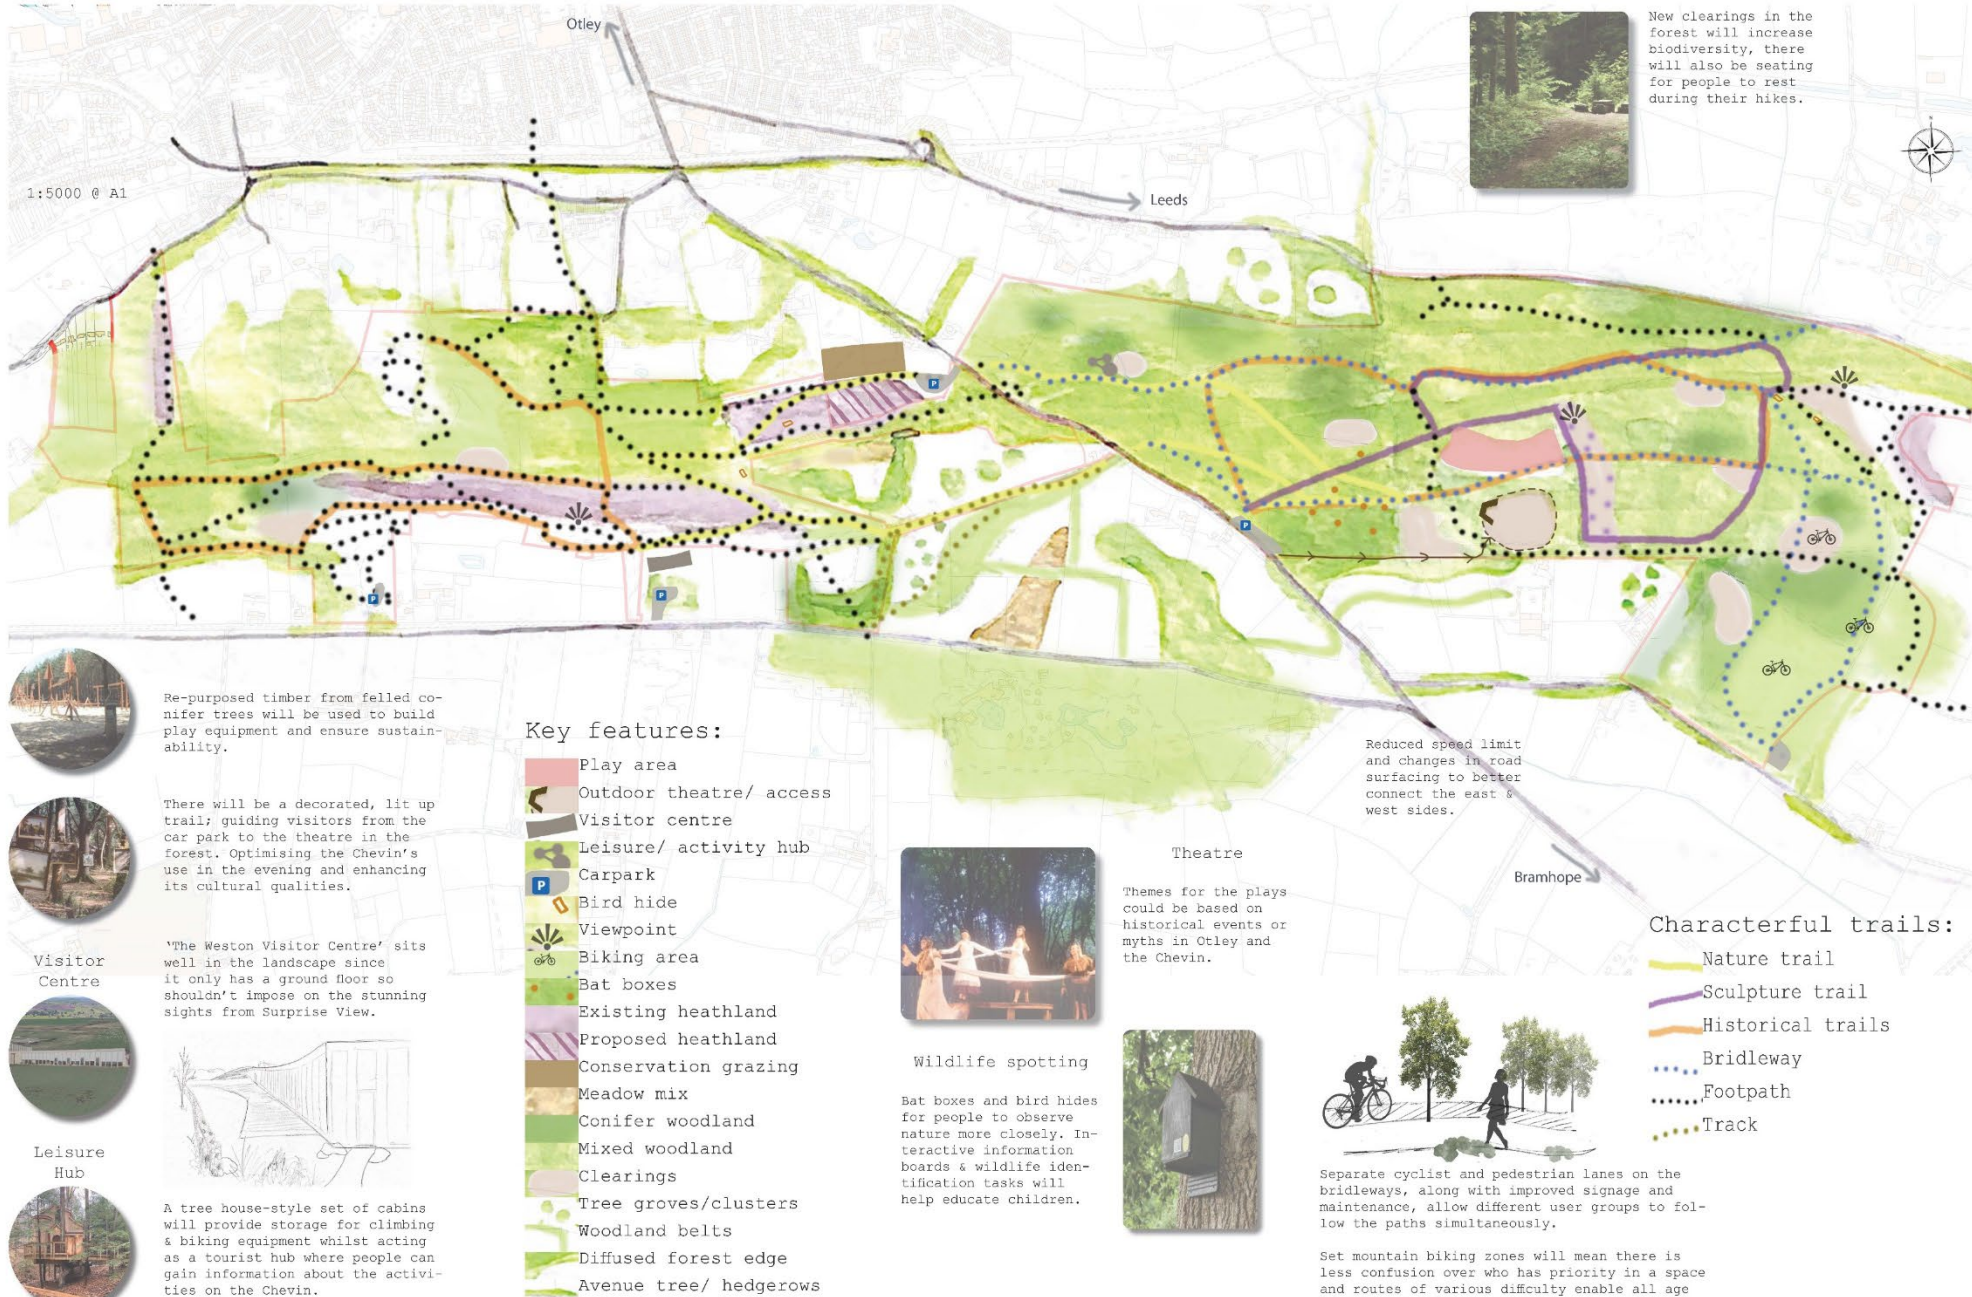 Otley
New clearings in the
forest will increase
biodiversity, there
will also be seating
for people to rest
during their hikes.
1:5000 @ A1
Leeds
P
P
P
P
Re-purposed timber from felled co-
nifer trees will be used to build
play equipment and ensure sustain-
ability.
There will be a decorated, lit up
trail; guiding visitors from the
car park to the theatre in the
forest. Optimising the Chevin's
use in the evening and enhancing
its cultural qualities.
Visitor
Centre
'The Weston Visitor Centre' sits
well in the landscape since
it only has a ground floor so
shouldn't impose on the stunning
sights from Surprise View.
Leisure
Hub
A tree house-style set of cabins
will provide storage for climbing
& biking equipment whilst acting
as a tourist hub where people can
gain information about the activi-
ties on the Chevin.
Key features:
Play area
Outdoor theatre/ access
Visitor centre
Leisure/ activity hub
P
Carpark
Bird hide
Viewpoint
Biking area
Bat boxes
Existing heathland
Proposed heathland
Conservation grazing
Meadow mix
Conifer woodland
Mixed woodland
Clearings
Tree groves/clusters
Woodland belts
Diffused forest edge
Avenue tree/ hedgerows
Theatre
Themes for the plays
could be based on
historical events or
myths in Otley and
the Chevin.
Wildlife spotting
Bat boxes and bird hides
for people to observe
nature more closely. In-
teractive information
boards & wildlife iden-
tification tasks will
help educate children.
Reduced speed limit
and changes in road
surfacing to better
connect the east &
west sides.
Bramhope
Characterful trails:
Nature trail
Sculpture trail
Historical trails
Bridleway
Footpath
Track
Separate cyclist and pedestrian lanes on the
bridleways, along with improved signage and
maintenance, allow different user groups to fol-
low the paths simultaneously.
Set mountain biking zones will mean there is
less confusion over who has priority in a space
and routes of various difficulty enable all age